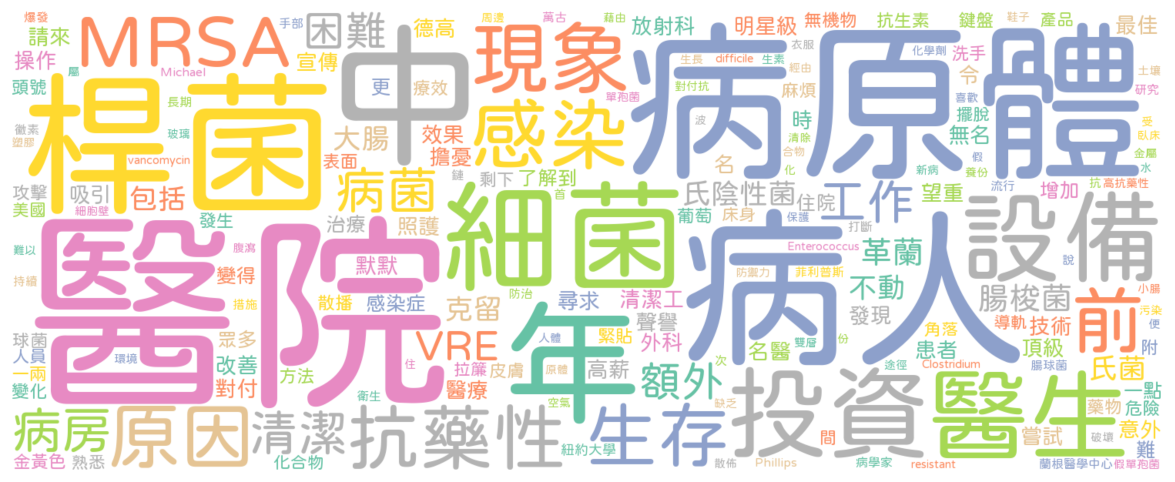 爆發 手部 困難 德高 周邊 萬古 藉由 放射科 明星級 無機物 抗生素 鍵盤 鞋子 產品 最佳
請來 MRSA 宣傳 現象 衣服 化學劑 洗手
操作 Michael 更 療效 屬 生長 difficile 生素 經由 令 土壤
頭號 長期 中 感染 單孢菌 對付抗 麻煩 喜歡 研究
黴素 玻璃 桿菌 大腸 效果 病原體 時 擺脫 無名 受
塑膠 vancomycin 表面 擔憂 鏈 波 清除 合物 名 養份 假 金屬 臥床
攻擊 吸引 包括 病菌 剩下 了解到 首 化 氏陰性菌 住院 工作 新病 水
美國 細胞壁 發生 治療 照護 細菌 葡萄 床身 保護 打斷 望重 流行 增加 抗 高抗藥性
難以 腹瀉 醫院 默默 病人 Enterococcus 革蘭 設備 說
持續 變得 散播 感染症 防治 尋求 清潔工 防禦力 菲利普斯 不動 腸梭菌 小腸
措施 克留 年 聲譽 發現 導軌 前 污染
球菌 眾多 VRE 人體 外科 緊貼 雙層 份 角落 技術 便
人員 環境 改善 拉簾 皮膚 原體 高薪 次 名醫 患者 頂級 附
一兩 住 途徑 Clostridium 腸球菌 氏菌
變化 方法 對付 醫療 額外 投資 醫生 一點
衛生 空氣 缺乏 藥物 危險
病房 原因 清潔 抗藥性 生存 間 嘗試 破壞 意外
金黃色 熟悉 化合物 紐約大學 散佈 Phillips 病學家 resistant 難 蘭根醫學中心 假單孢菌